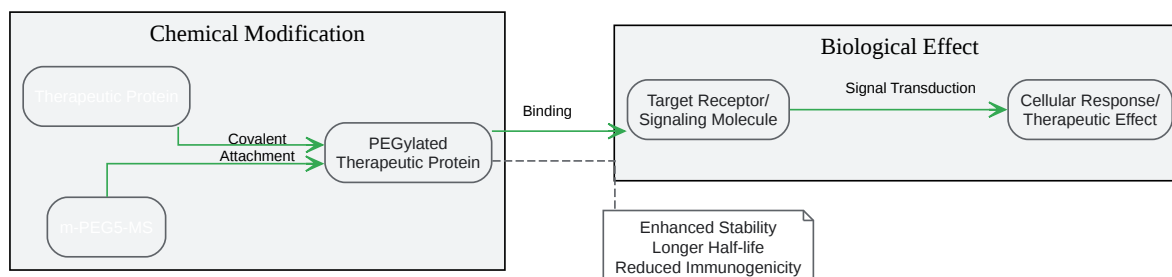 Chemical Modification
Therapeutic Protein
m-PEG5-MS
Covalent
Attachment
PEGylated
Therapeutic Protein
Binding
Biological Effect
Target Receptor/
Signaling Molecule
Signal Transduction
Cellular Response/
Therapeutic Effect
Enhanced Stability
Longer Half-life
Reduced Immunogenicity